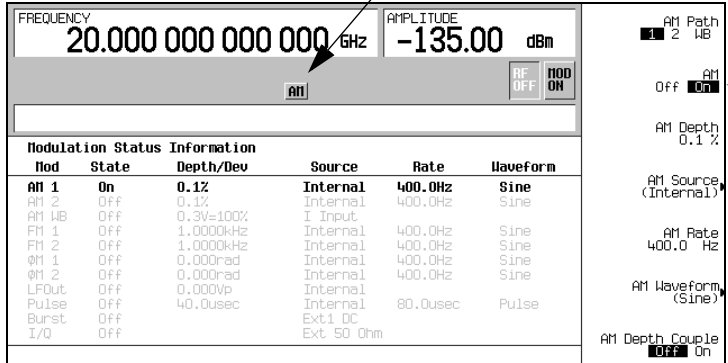 FREQUENCY
20.000 000 000 000 GHz
AMPLITUDE
-135.00 dBm
RF OFF
MOD ON
AM
Modulation Status Information
Mod State Depth/Dev Source Rate Waveform
AM 1 On 0.1% Internal 400.0Hz Sine
AM 2 Off 0.1% Internal 400.0Hz Sine
AM WB Off 0.3V=100% I Input
FM 1 Off 1.0000kHz Internal 400.0Hz Sine
FM 2 Off 1.0000kHz Internal 400.0Hz Sine
ΦM 1 Off 0.000rad Internal 400.0Hz Sine
ΦM 2 Off 0.000rad Internal 400.0Hz Sine
LFOut Off 0.000Vp Internal 400.0Hz Sine
Pulse Off 40.0usec Internal 80.0usec Pulse
Burst Off Ext1 DC
I/Q Off Ext 50 Ohm
AM Path
1 2 WB
AM
Off On
AM Depth
0.1 %
AM Source
(Internal)
AM Rate
400.0 Hz
AM Waveform
(Sine)
AM Depth Couple
Off On